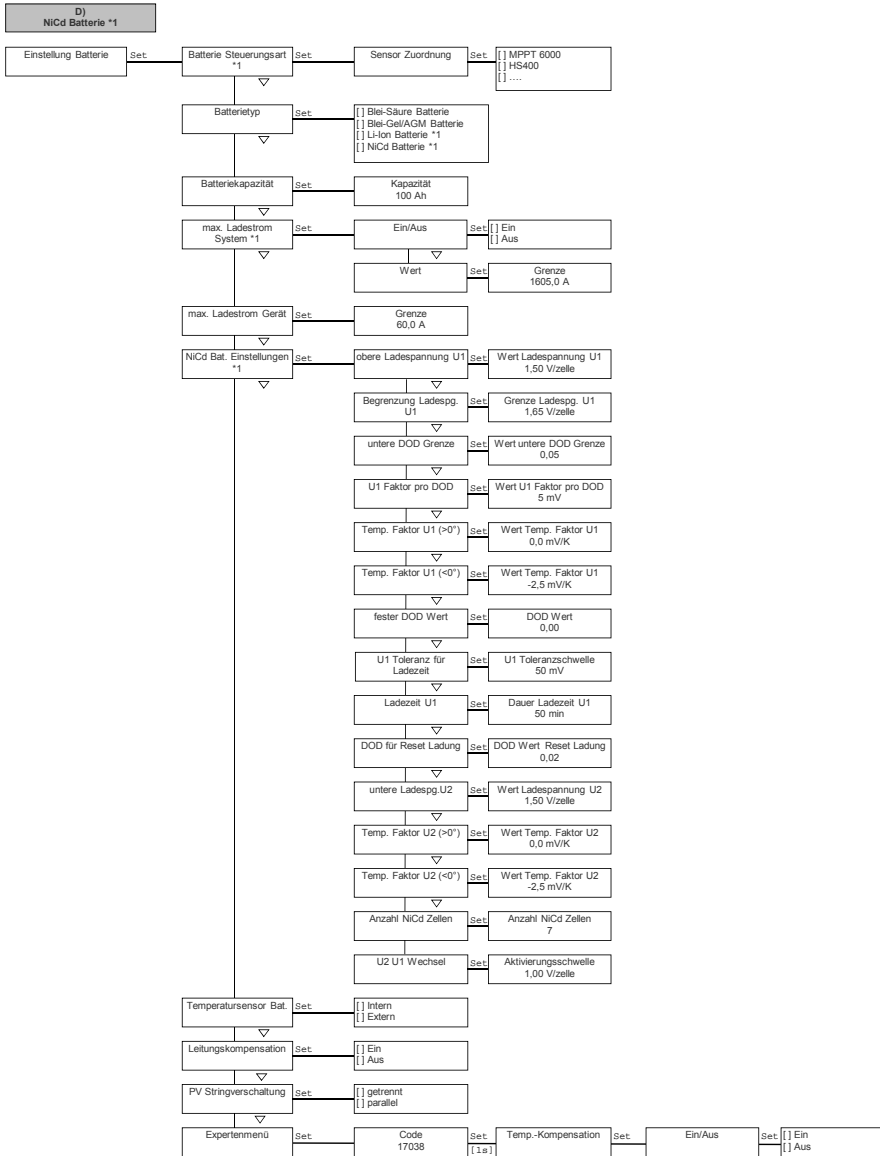 D)
NiCd Batterie *1
Einstellung Batterie Set Batterie Steuerungsart Set Sensor Zuordnung Set [ ] MPPT 6000
*1 [ ] HS400
[ ] ....
Batterietyp Set [ ] Blei-Säure Batterie
[ ] Blei-Gel/AGM Batterie
[ ] Li-Ion Batterie *1
[ ] NiCd Batterie *1
Batteriekapazität Set Kapazität
100 Ah
max. Ladestrom Set Ein/Aus Set [ ] Ein
System *1 [ ] Aus
Wert Set Grenze
1605,0 A
max. Ladestrom Gerät Set Grenze
60,0 A
NiCd Bat. Einstellungen Set obere Ladespannung U1 Set Wert Ladespannung U1
*1 1,50 V/zelle
Begrenzung Ladespg. Set Grenze Ladespg. U1
U1 1,65 V/zelle
untere DOD Grenze Set Wert untere DOD Grenze
0,05
U1 Faktor pro DOD Set Wert U1 Faktor pro DOD
5 mV
Temp. Faktor U1 (>0°) Set Wert Temp. Faktor U1
0,0 mV/K
Temp. Faktor U1 (<0°) Set Wert Temp. Faktor U1
-2,5 mV/K
fester DOD Wert Set DOD Wert
0,00
U1 Toleranz für Set U1 Toleranzschwelle
Ladezeit 50 mV
Ladezeit U1 Set Dauer Ladezeit U1
50 min
DOD für Reset Ladung Set DOD Wert Reset Ladung
0,02
untere Ladespg.U2 Set Wert Ladespannung U2
1,50 V/zelle
Temp. Faktor U2 (>0°) Set Wert Temp. Faktor U2
0,0 mV/K
Temp. Faktor U2 (<0°) Set Wert Temp. Faktor U2
-2,5 mV/K
Anzahl NiCd Zellen Set Anzahl NiCd Zellen
7
U2 U1 Wechsel Set Aktivierungsschwelle
1,00 V/zelle
Temperatursensor Bat. Set [ ] Intern
[ ] Extern
Leitungskompensation Set [ ] Ein
[ ] Aus
PV Stringverschaltung Set [ ] getrennt
[ ] parallel
Expertenmenü Set Code Set Temp.-Kompensation Set Ein/Aus Set [ ] Ein
17038 [1s] [ ] Aus